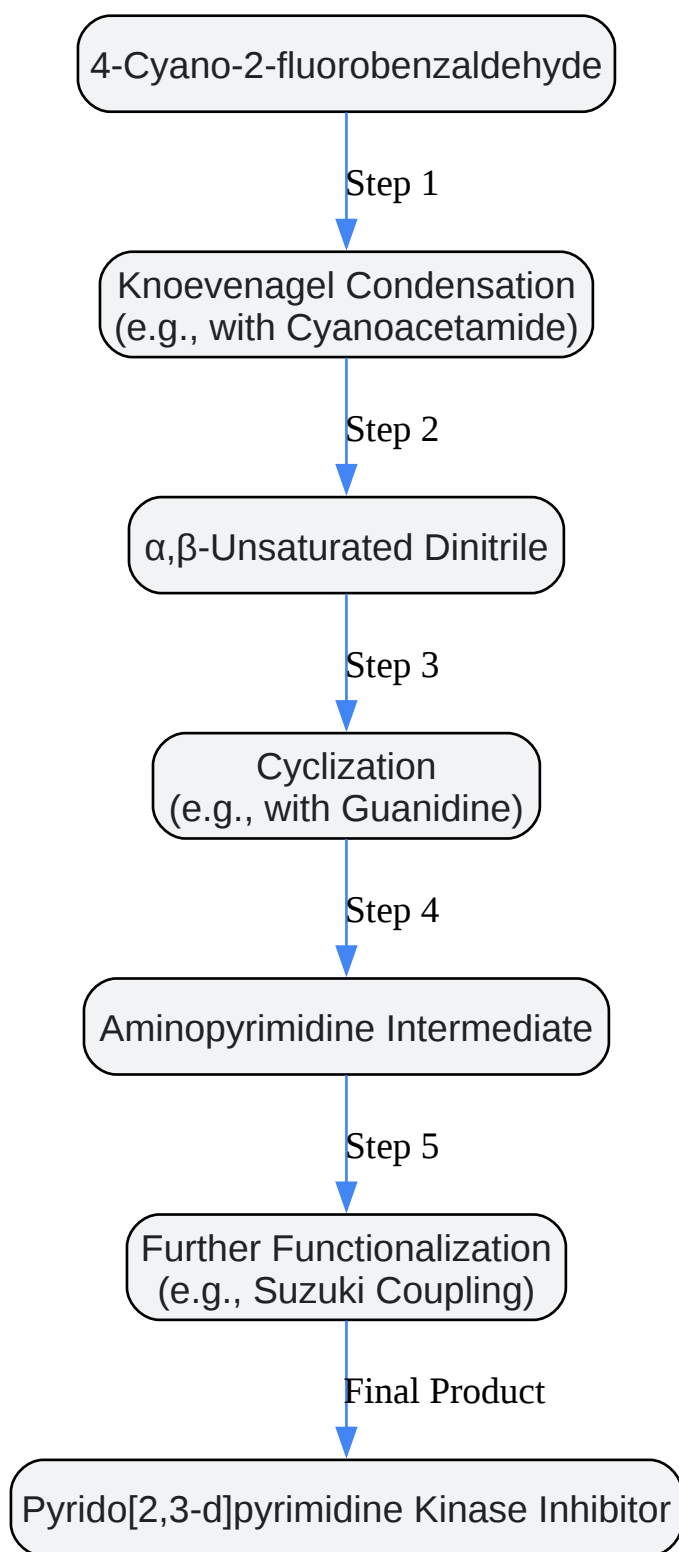 4-Cyano-2-fluorobenzaldehyde
Step 1
Knoevenagel Condensation
(e.g., with Cyanoacetamide)
Step 2
α,β-Unsaturated Dinitrile
Step 3
Cyclization
(e.g., with Guanidine)
Step 4
Aminopyrimidine Intermediate
Step 5
Further Functionalization
(e.g., Suzuki Coupling)
Final Product
Pyrido[2,3-d]pyrimidine Kinase Inhibitor